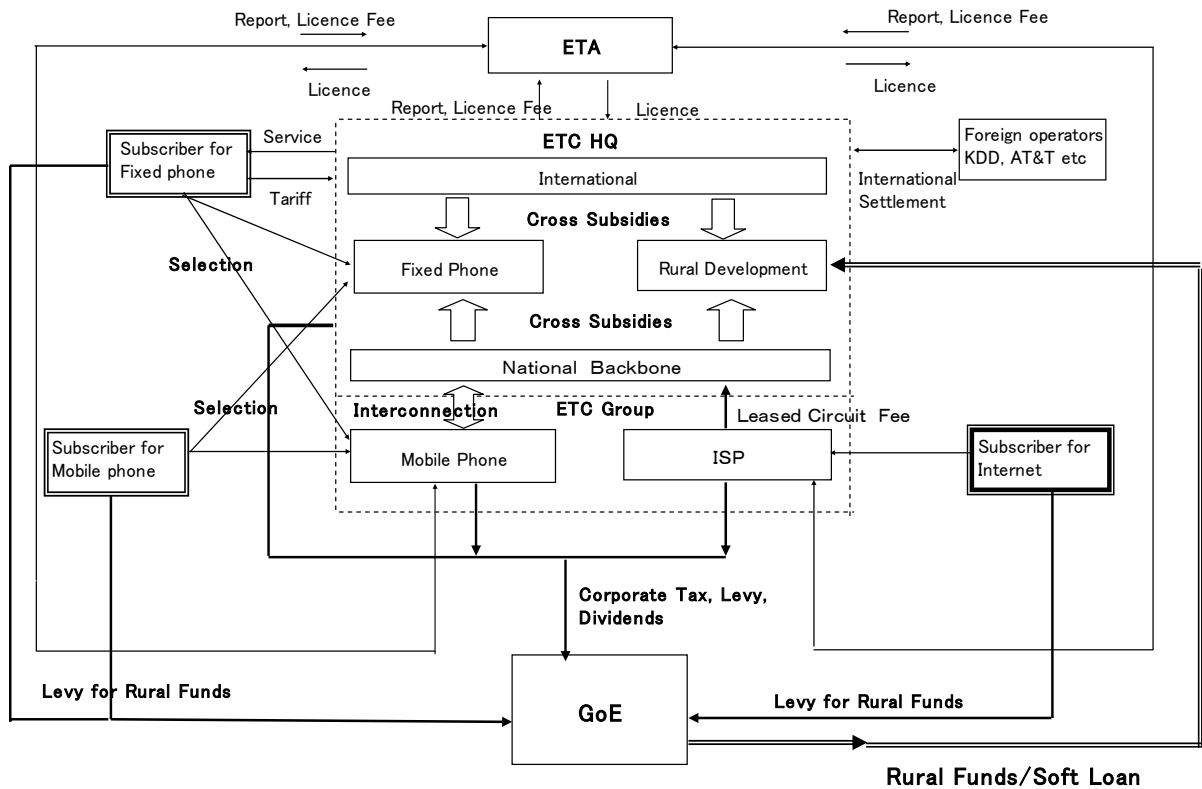 Report, Licence Fee
Report, Licence Fee
ETA
Licence
Licence
Report, Licence Fee
Licence
Service
ETC HQ
Subscriber for
Fixed phone
Foreign operators
KDD, AT&T etc
International
International
Settlement
Tariff
Cross Subsidies
Selection
Fixed Phone
Rural Development
Cross Subsidies
National Backbone
Selection
Interconnection
ETC Group
Leased Circuit Fee
Subscriber for
Mobile phone
Mobile Phone
ISP
Subscriber for
Internet
Corporate Tax, Levy,
Dividends
Levy for Rural Funds
GoE
Levy for Rural Funds
Rural Funds/Soft Loan